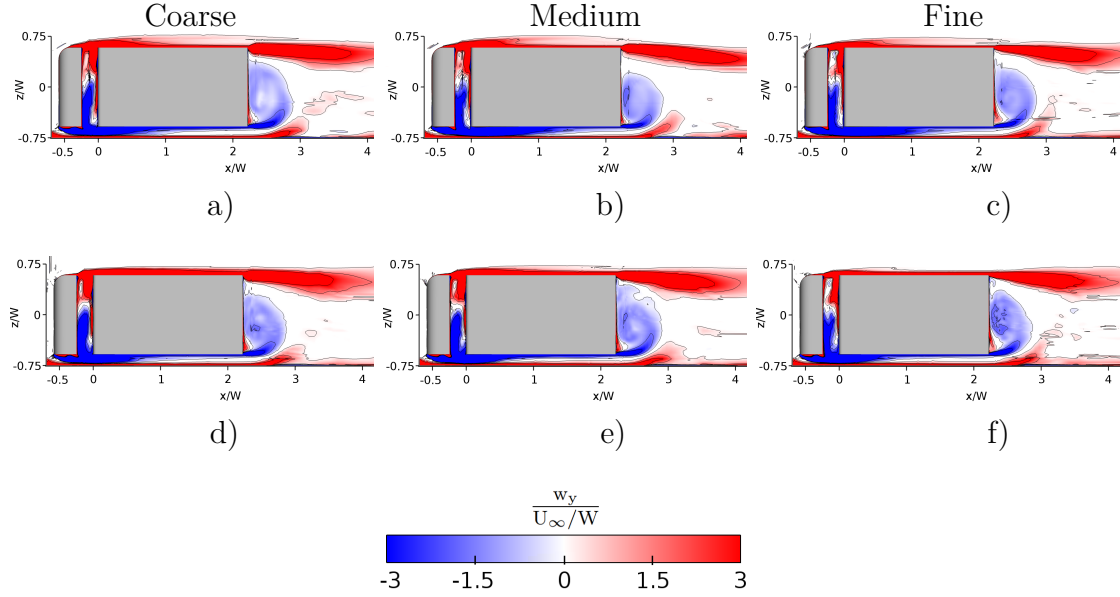 Coarse Medium Fine
0.75 0.75 0.75
z/W 0 z/W 0 z/W 0
-0.75 -0.75 -0.75
-0.5 0 1 2 3 4 -0.5 0 1 2 3 4 -0.5 0 1 2 3 4
x/W x/W x/W
a) b) c)
0.75 0.75 0.75
z/W 0 z/W 0 z/W 0
-0.75 -0.75 -0.75
-0.5 0 1 2 3 4 -0.5 0 1 2 3 4 -0.5 0 1 2 3 4
x/W x/W x/W
d) e) f)
w_y
U_∞/W
-3 -1.5 0 1.5 3